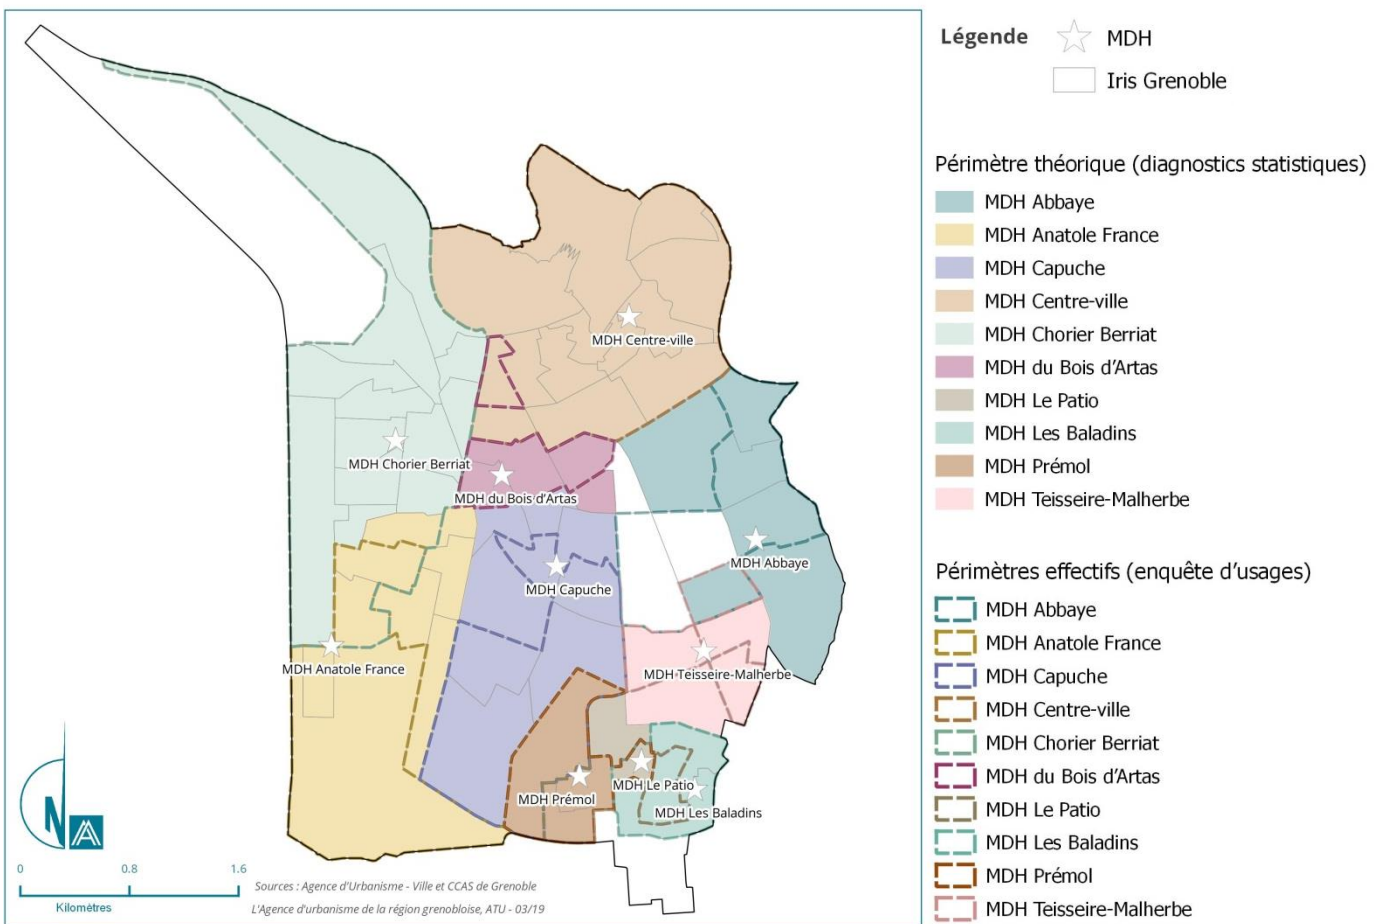 Légende
MDH
Iris Grenoble
Périmètre théorique (diagnostics statistiques)
MDH Abbaye
MDH Anatole France
MDH Capuche
MDH Centre-ville
MDH Chorier Berriat
MDH du Bois d'Artas
MDH Le Patio
MDH Les Baladins
MDH Prémol
MDH Teisseire-Malherbe
Périmètres effectifs (enquête d'usages)
MDH Abbaye
MDH Anatole France
MDH Capuche
MDH Centre-ville
MDH Chorier Berriat
MDH du Bois d'Artas
MDH Le Patio
MDH Les Baladins
MDH Prémol
MDH Teisseire-Malherbe
MDH Centre-ville
MDH Chorier Berriat
MDH du Bois d'Artas
MDH Abbaye
MDH Capuche
MDH Anatole France
MDH Teisseire-Malherbe
MDH Le Patio
MDH Prémol
MDH Les Baladins
N
0 0.8 1.6
Kilomètres
Sources : Agence d'Urbanisme - Ville et CCAS de Grenoble
L'Agence d'urbanisme de la région grenobloise, ATU - 03/19